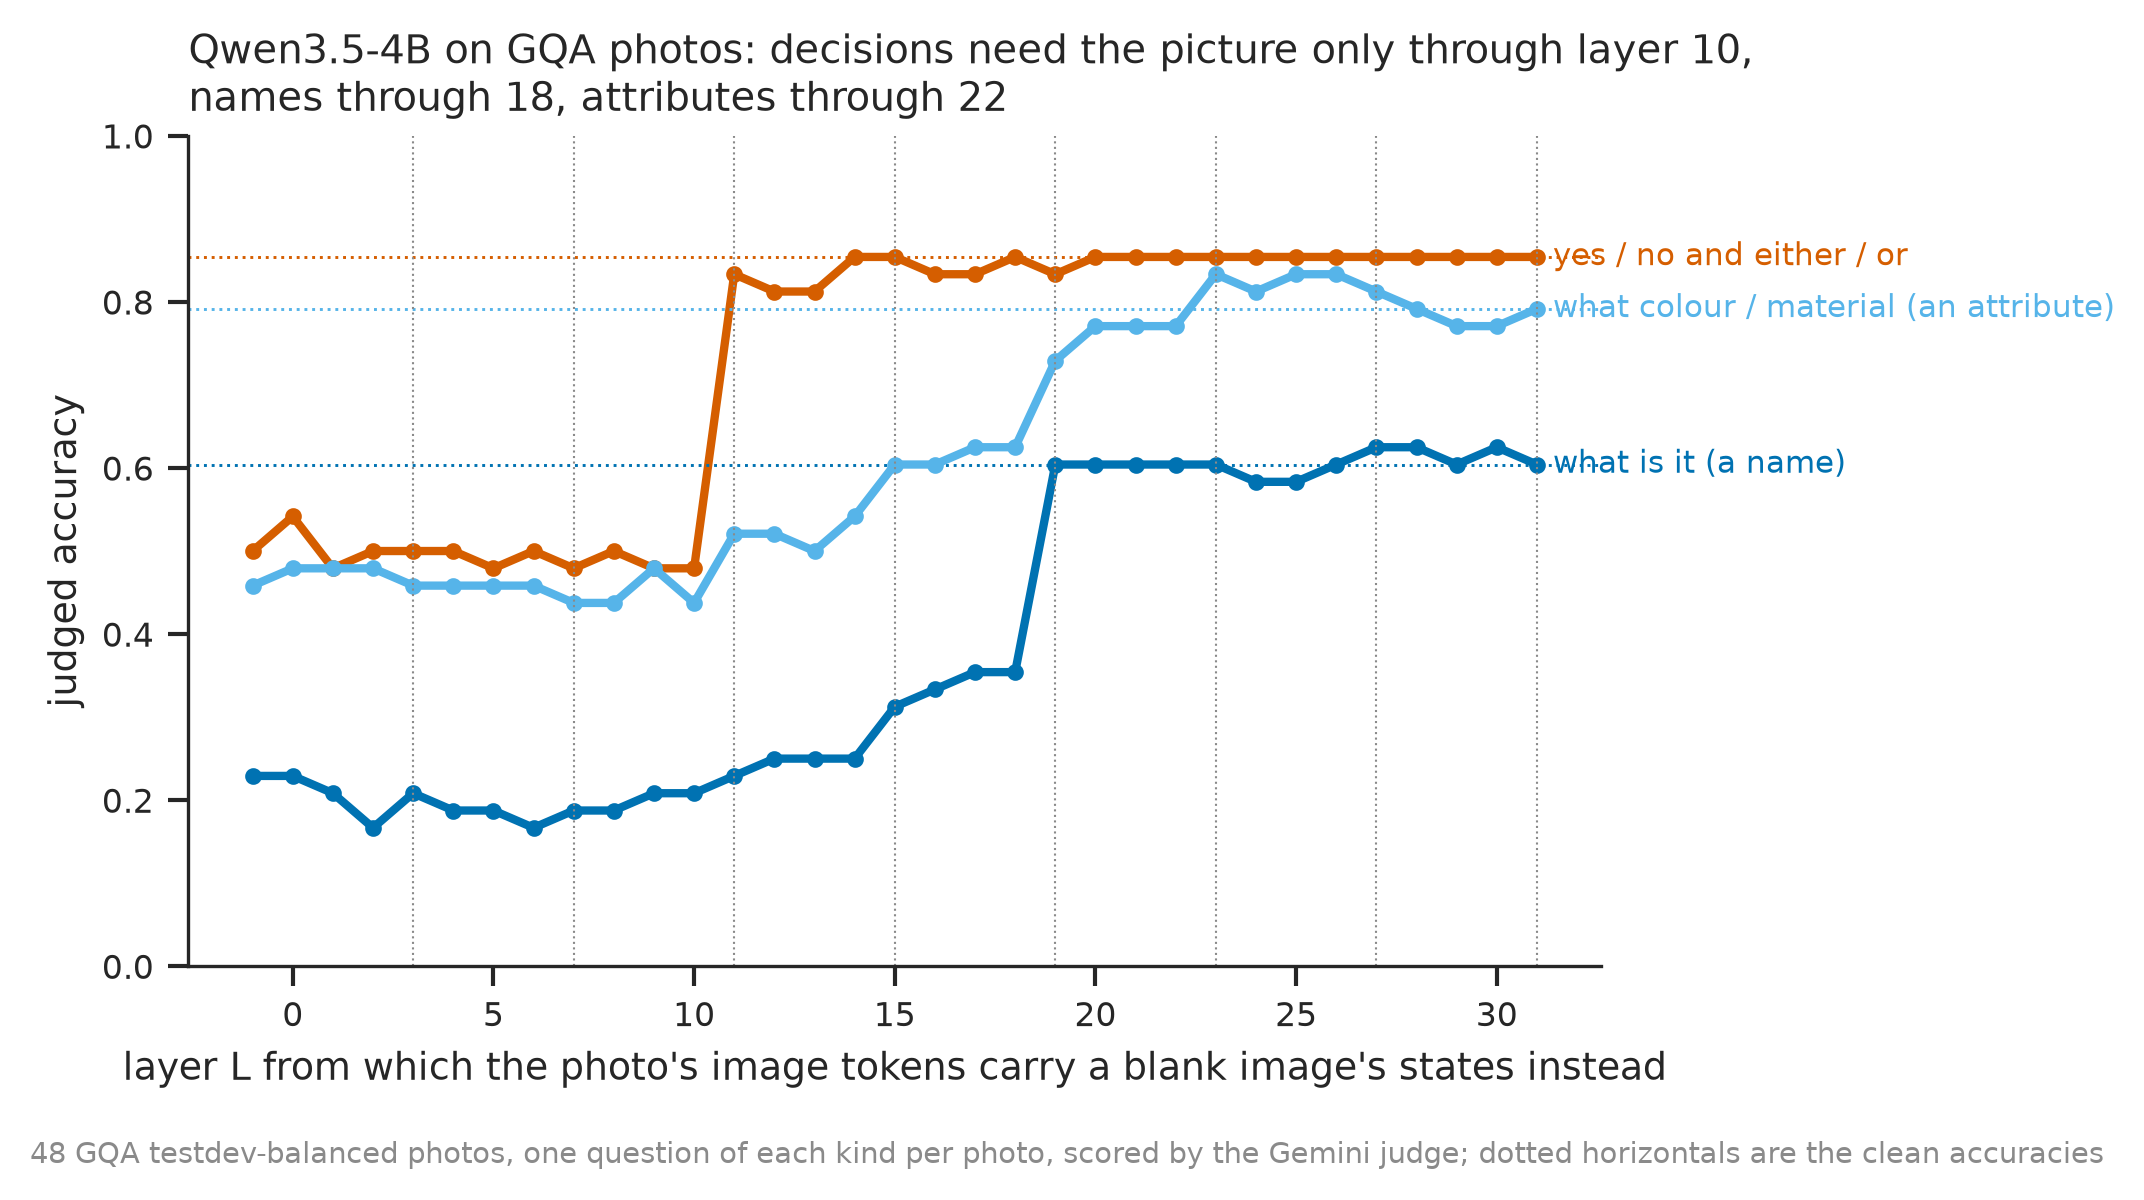 Qwen3.5-4B on GQA photos: decisions need the picture only through layer 10,
names through 18, attributes through 22
1.0
0.8
0.6
0.4
0.2
0.0
judged accuracy
yes / no and either / or
what colour / material (an attribute)
what is it (a name)
0 5 10 15 20 25 30
layer L from which the photo's image tokens carry a blank image's states instead
48 GQA testdev-balanced photos, one question of each kind per photo, scored by the Gemini judge; dotted horizontals are the clean accuracies